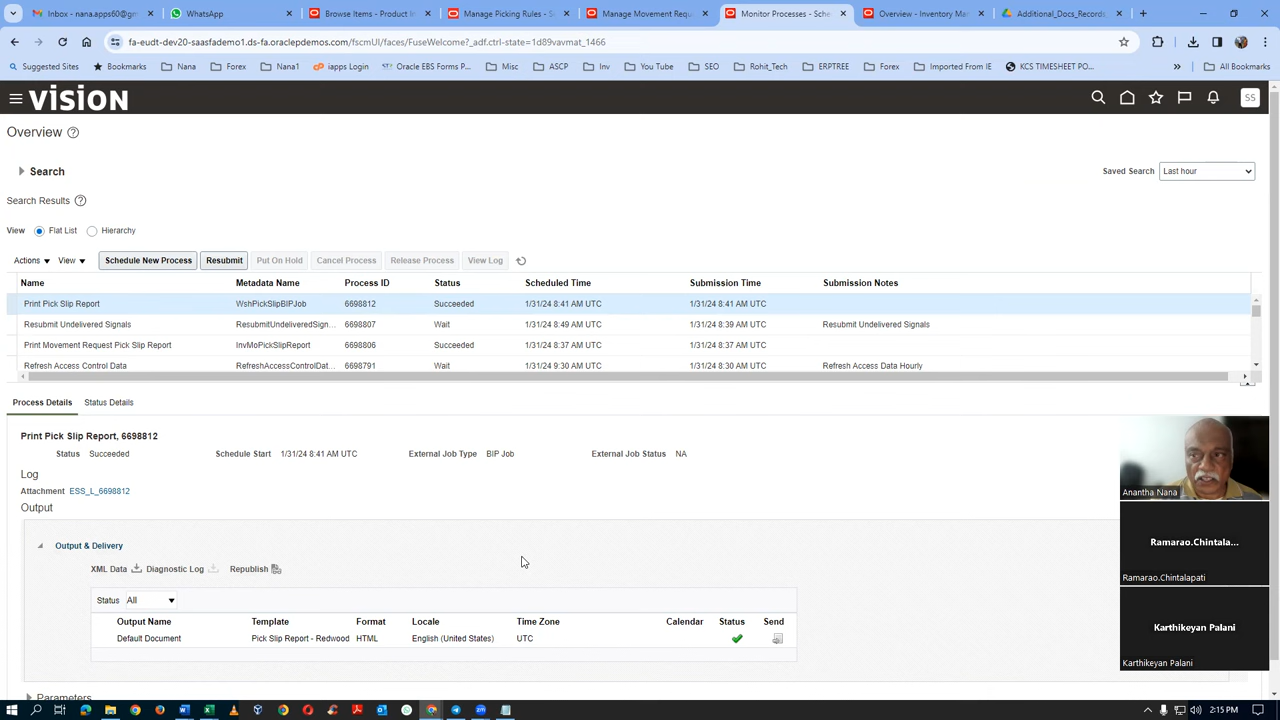 Inbox (12,612) - apps60@g
WhatsApp
Browse Items - Product In
Manage Picking Rules - S
Manage Movement Req
Monitor Processes - Sche
Overview - Inventory Ma
Additional_Docs_Records
fa-eudt-dev20-saasfademo1.ds-fa.oraclepdemos.com/fscmUI/faces/FuseWelcome?_adf.ctrl-state=1d89vavmat_1466
Suggested Sites
Bookmarks
Nana
Forex
Nana1
iapps Login
Oracle EBS Forms P...
Misc
ASCP
Inv
You Tube
SEO
Rohit_Tech
ERPTREE
Forex
Imported From IE
KCS TIMESHEET PO...
»
All Bookmarks
VISION
SS
Overview
Search
Saved Search Last hour
Search Results
View Flat List Hierarchy
Actions View Schedule New Process Resubmit Put On Hold Cancel Process Release Process View Log
Name Metadata Name Process ID Status Scheduled Time Submission Time Submission Notes
Print Pick Slip Report WshPickSlipBIPJob 6698812 Succeeded 1/31/24 8:41 AM UTC 1/31/24 8:41 AM UTC
Resubmit Undelivered Signals ResubmitUndeliveredSign... 6698807 Wait 1/31/24 8:49 AM UTC 1/31/24 8:39 AM UTC Resubmit Undelivered Signals
Print Movement Request Pick Slip Report InvMoPickSlipReport 6698806 Succeeded 1/31/24 8:37 AM UTC 1/31/24 8:37 AM UTC
Refresh Access Control Data RefreshAccessControlDat... 6698791 Wait 1/31/24 9:30 AM UTC 1/31/24 8:30 AM UTC Refresh Access Data Hourly
Process Details Status Details
Print Pick Slip Report, 6698812
Status Succeeded Schedule Start 1/31/24 8:41 AM UTC External Job Type BIP Job External Job Status NA
Log
Attachment ESS_L_6698812
Output
Output & Delivery
XML Data Diagnostic Log Republish
Status All
Output Name Template Format Locale Time Zone Calendar Status Send
Default Document Pick Slip Report - Redwood HTML English (United States) UTC
Parameters
Anantha Nana
Ramarao.Chintala...
Ramarao.Chintalapati
Karthikeyan Palani
Karthikeyan Palani
2:15 PM